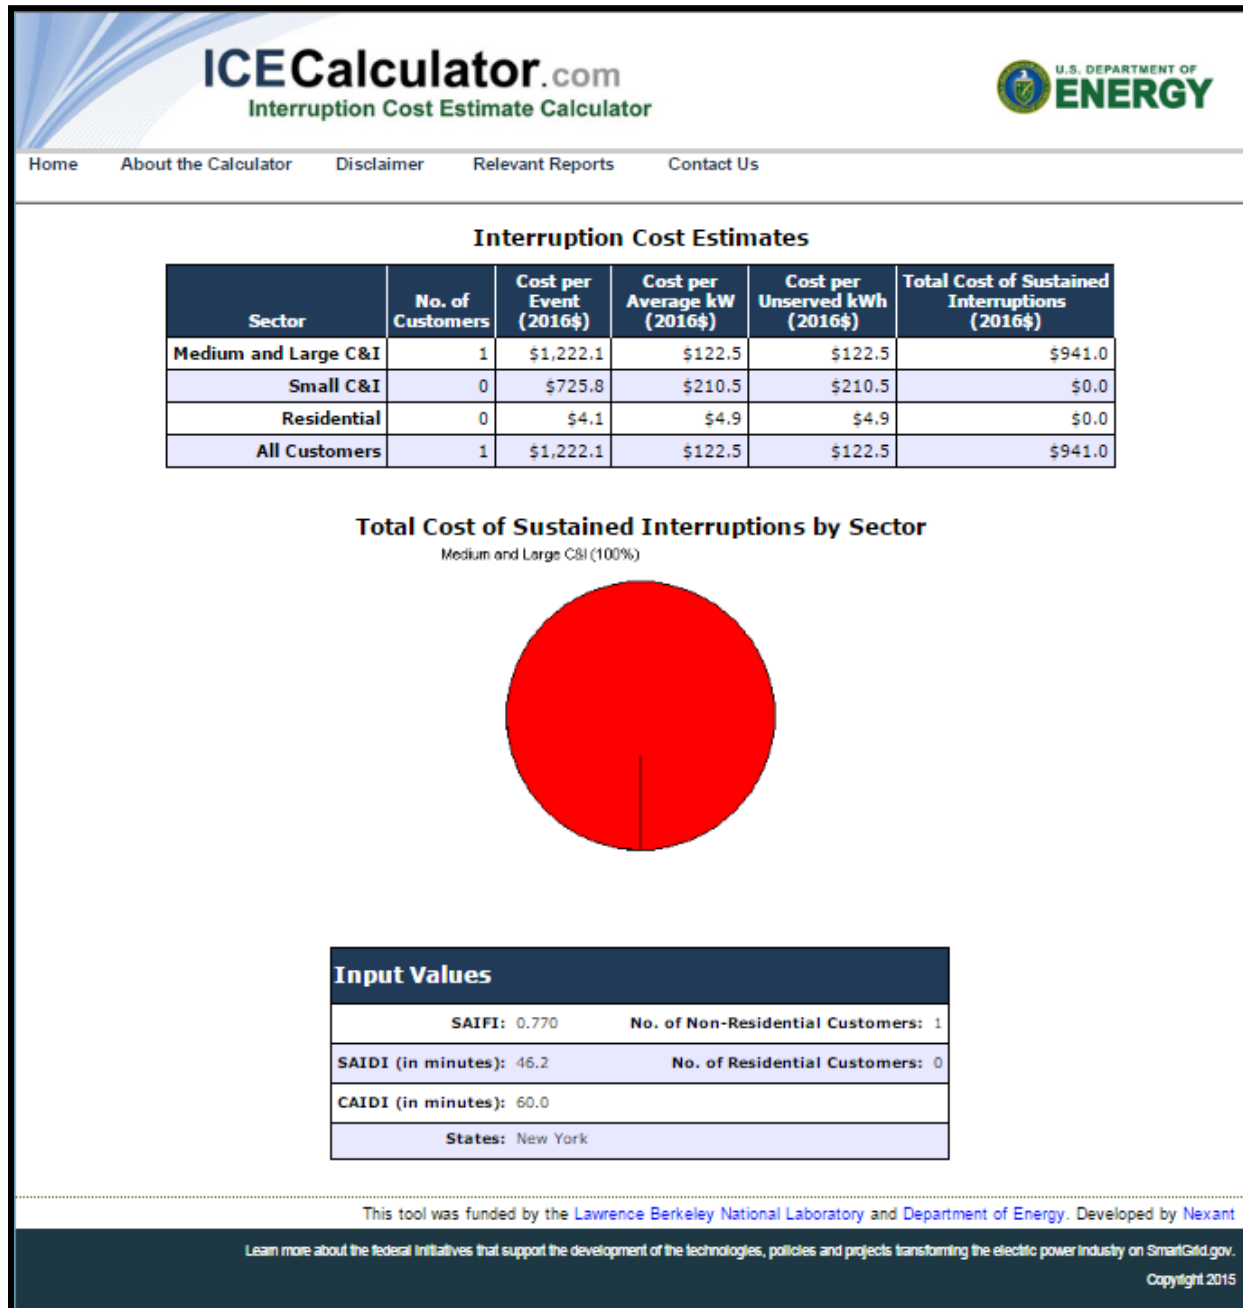 ICECalculator.com
Interruption Cost Estimate Calculator
U.S. DEPARTMENT OF
ENERGY
Home About the Calculator Disclaimer Relevant Reports Contact Us
Interruption Cost Estimates
Sector No. of Customers Cost per Event (2016$) Cost per Average kW (2016$) Cost per Unserved kWh (2016$) Total Cost of Sustained Interruptions (2016$)
Medium and Large C&I 1 $1,222.1 $122.5 $122.5 $941.0
Small C&I 0 $725.8 $210.5 $210.5 $0.0
Residential 0 $4.1 $4.9 $4.9 $0.0
All Customers 1 $1,222.1 $122.5 $122.5 $941.0
Total Cost of Sustained Interruptions by Sector
Medium and Large C&I (100%)
Input Values
SAIFI: 0.770 No. of Non-Residential Customers: 1
SAIDI (in minutes): 46.2 No. of Residential Customers: 0
CAIDI (in minutes): 60.0
States: New York
This tool was funded by the Lawrence Berkeley National Laboratory and Department of Energy. Developed by Nexant
Learn more about the federal initiatives that support the development of the technologies, policies and projects transforming the electric power industry on SmartGrid.gov.
Copyright 2015